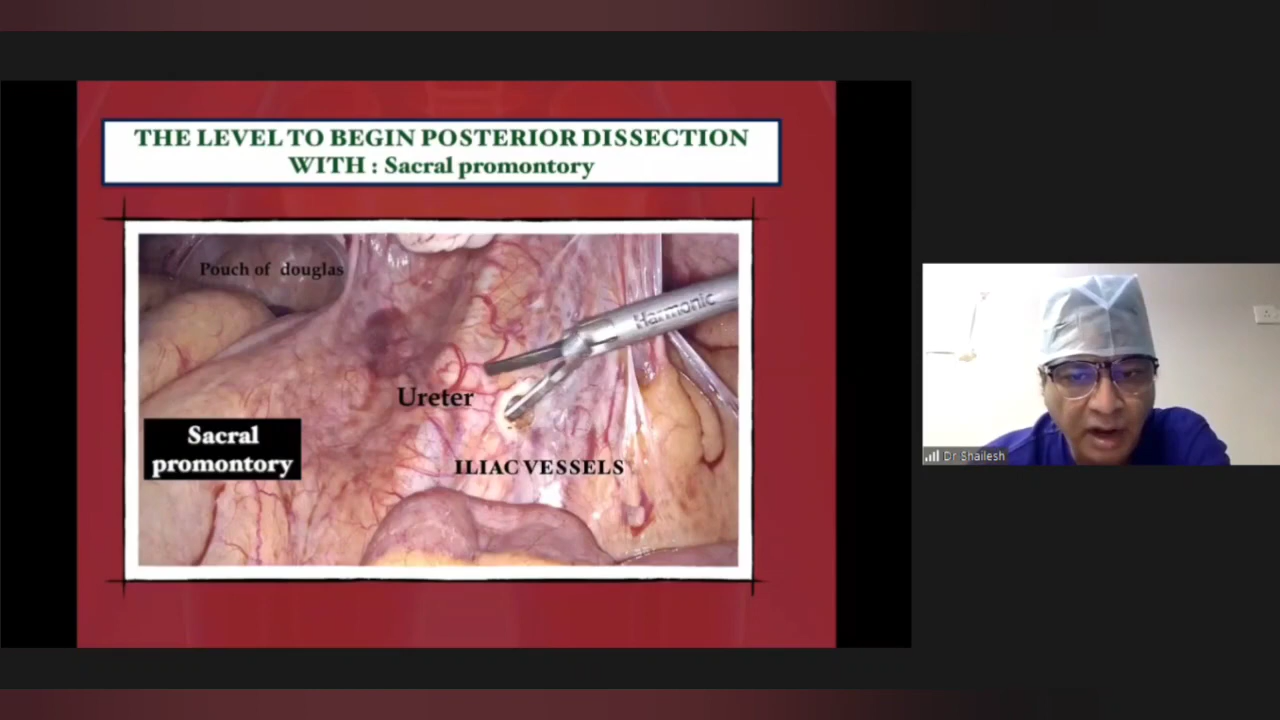 THE LEVEL TO BEGIN POSTERIOR DISSECTION
WITH : Sacral promontory
Pouch of douglas
Harmonic
Ureter
Sacral
promontory
ILIAC VESSELS
Dr Shailesh